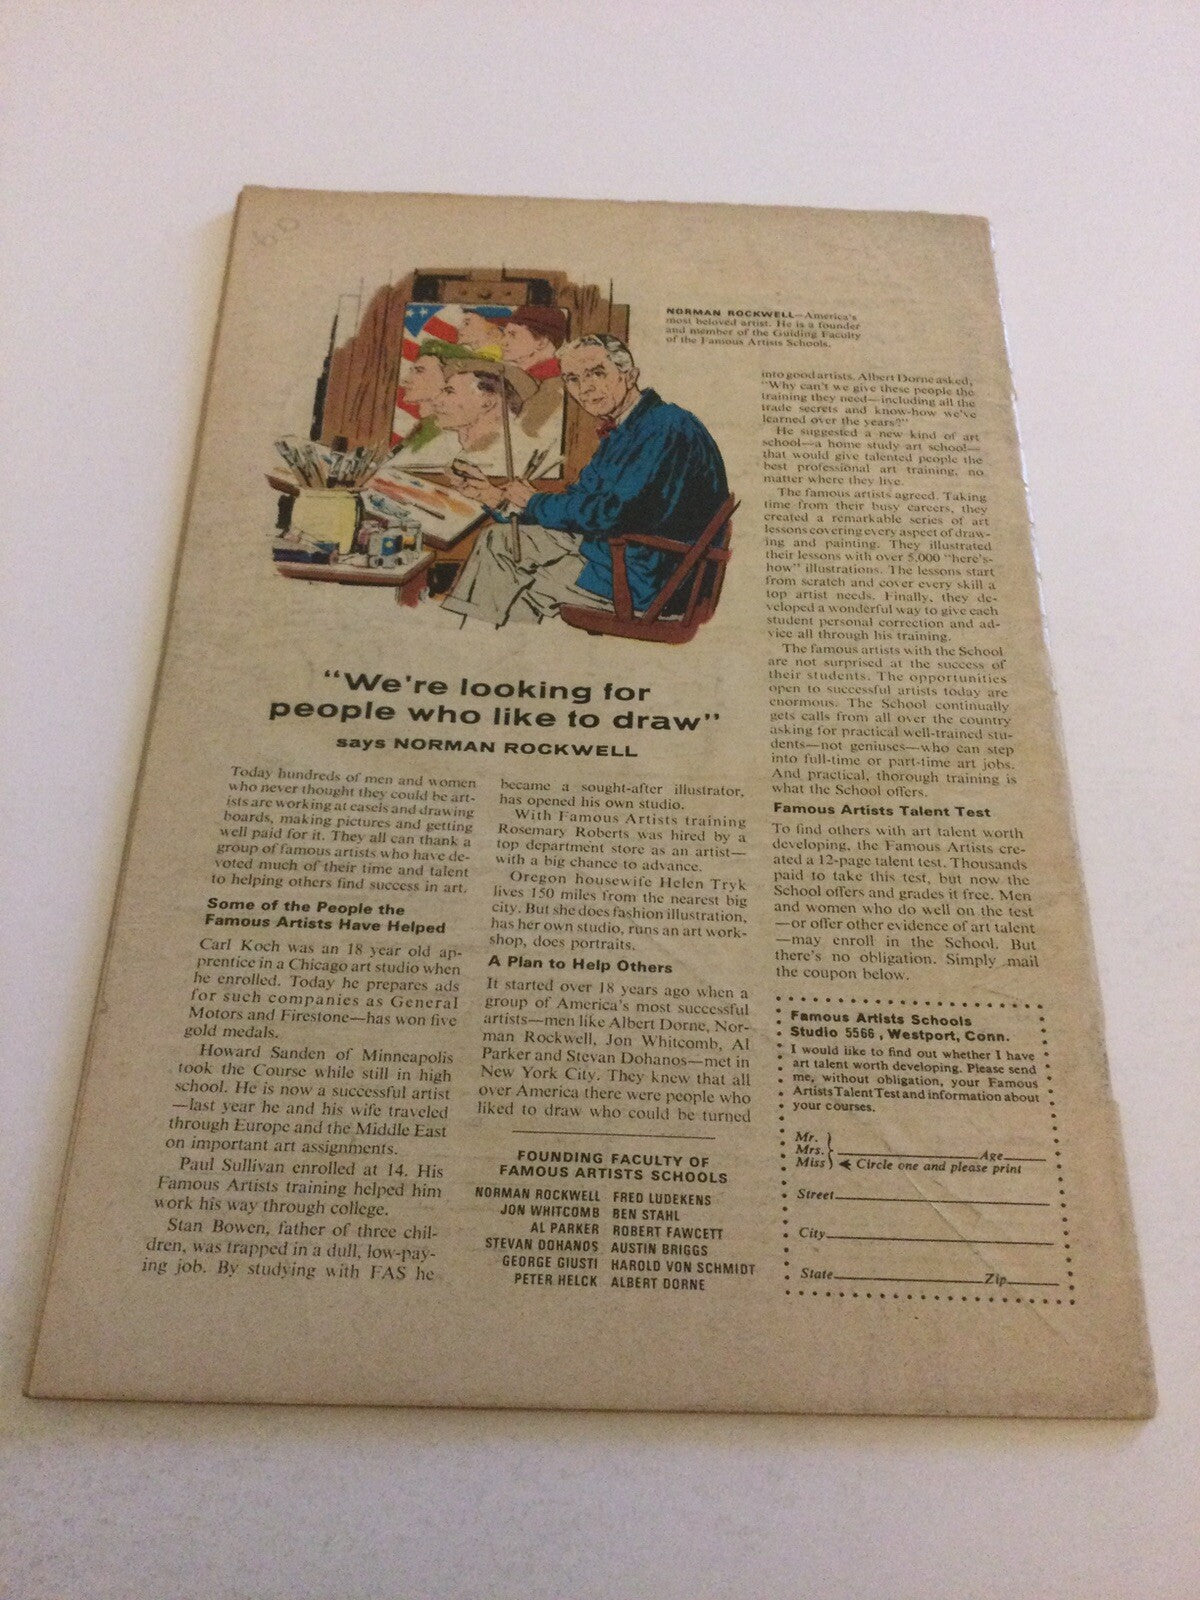 NORMAN ROCKWELL—America's
most beloved artist. He is a founder
and member of the Guiding Faculty
of the Famous Artists Schools.
"We're looking for
people who like to draw"
says NORMAN ROCKWELL
Today hundreds of men and women
who never thought they could be art-
ists are working at easels and drawing
boards, making pictures and getting
well paid for it. They all can thank a
group of famous artists who have de-
voted much of their time and talent
to helping others find success in art.
Some of the People the
Famous Artists Have Helped
Carl Koch was an 18 year old ap-
prentice in a Chicago art studio when
he enrolled. Today he prepares ads
for such companies as General
Motors and Firestone—has won five
gold medals.
Howard Sanden of Minneapolis
took the Course while still in high
school. He is now a successful artist
—last year he and his wife traveled
through Europe and the Middle East
on important art assignments.
Paul Sullivan enrolled at 14. His
Famous Artists training helped him
work his way through college.
Stan Bowen, father of three chil-
dren, was trapped in a dull, low-pay-
ing job. By studying with FAS he
became a sought-after illustrator,
has opened his own studio.
With Famous Artists training
Rosemary Roberts was hired by a
top department store as an artist—
with a big chance to advance.
Oregon housewife Helen Tryk
lives 150 miles from the nearest big
city. But she does fashion illustration,
has her own studio, runs an art work-
shop, does portraits.
A Plan to Help Others
It started over 18 years ago when a
group of America's most successful
artists—men like Albert Dorne, Nor-
man Rockwell, Jon Whitcomb, Al
Parker and Stevan Dohanos—met in
New York City. They knew that all
over America there were people who
liked to draw who could be turned
into good artists. Albert Dorne asked,
"Why can't we give these people the
training they need—including all the
trade secrets and know-how we've
learned over the years?"
He suggested a new kind of art
school—a home study art school—
that would give talented people the
best professional art training, no
matter where they live.
The famous artists agreed. Taking
time from their busy careers, they
created a remarkable series of art
lessons covering every aspect of draw-
ing and painting. They illustrated
their lessons with over 5,000 "here's-
how" illustrations. The lessons start
from scratch and cover every skill a
top artist needs. Finally, they de-
veloped a wonderful way to give each
student personal correction and ad-
vice all through his training.
The famous artists with the School
are not surprised at the success of
their students. The opportunities
open to successful artists today are
enormous. The School continually
gets calls from all over the country
asking for practical well-trained stu-
dents—not geniuses—who can step
into full-time or part-time art jobs.
And practical, thorough training is
what the School offers.
Famous Artists Talent Test
To find others with art talent worth
developing, the Famous Artists cre-
ated a 12-page talent test. Thousands
paid to take this test, but now the
School offers and grades it free. Men
and women who do well on the test
—or offer other evidence of art talent
—may enroll in the School. But
there's no obligation. Simply mail
the coupon below.
FOUNDING FACULTY OF
FAMOUS ARTISTS SCHOOLS
NORMAN ROCKWELL FRED LUDEKENS
JON WHITCOMB BEN STAHL
AL PARKER ROBERT FAWCETT
STEVAN DOHANOS AUSTIN BRIGGS
GEORGE GIUSTI HAROLD VON SCHMIDT
PETER HELCK ALBERT DORNE
Famous Artists Schools
Studio 5566, Westport, Conn.
I would like to find out whether I have
art talent worth developing. Please send
me, without obligation, your Famous
Artists Talent Test and information about
your courses.
Mr.
Mrs. Age
Miss Circle one and please print
Street
City
State Zip